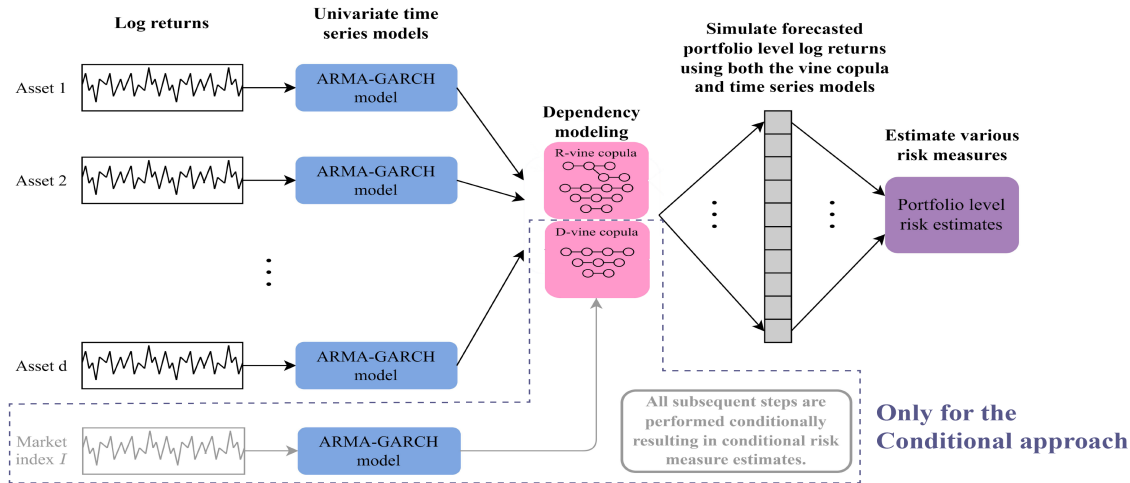 Log returns
Univariate time
series models
Simulate forecasted
portfolio level log returns
using both the vine copula
and time series models
Asset 1
ARMA-GARCH
model
Dependency
modeling
Estimate various
risk measures
R-vine copula
Asset 2
ARMA-GARCH
model
Portfolio level
risk estimates
D-vine copula
Asset d
ARMA-GARCH
model
All subsequent steps are
performed conditionally
resulting in conditional risk
measure estimates.
Only for the
Conditional approach
Market
index I
ARMA-GARCH
model